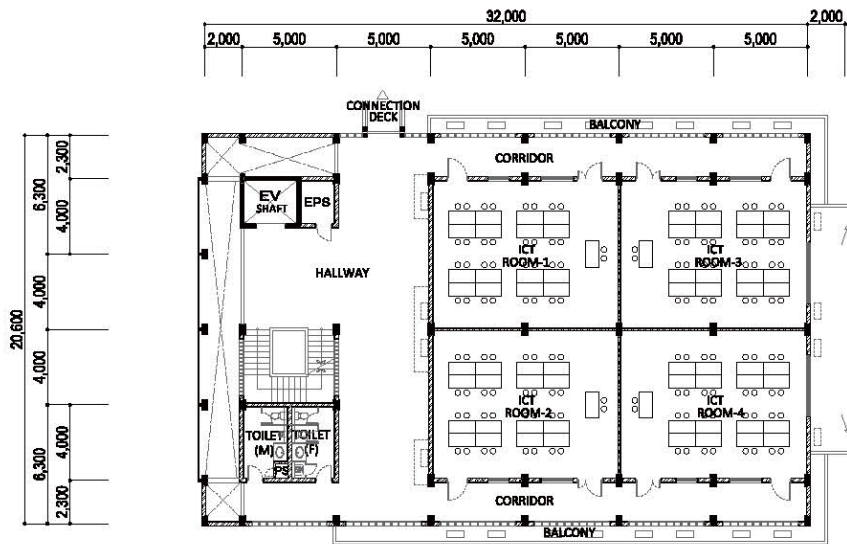 32,000
2,000
2,000
5,000
5,000
5,000
5,000
5,000
5,000
CONNECTION
DECK
BALCONY
CORRIDOR
2,300
6,300
4,000
EV
SHAFT
EPS
ICT
ROOM-1
ICT
ROOM-3
HALLWAY
4,000
20,600
4,000
ICT
ROOM-2
ICT
ROOM-4
4,000
6,300
2,300
TOILET
(M)
TOILET
(F)
PS
CORRIDOR
BALCONY